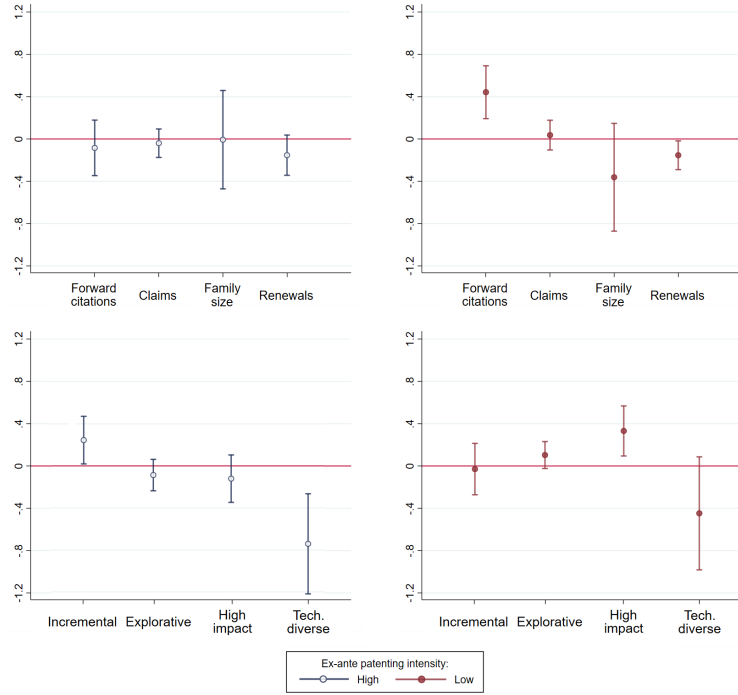 1.2
.8
.4
0
-.4
-.8
-1.2
Forward
citations
Claims
Family
size
Renewals
1.2
.8
.4
0
-.4
-.8
-1.2
Forward
citations
Claims
Family
size
Renewals
1.2
.8
.4
0
-.4
-.8
-1.2
Incremental
Explorative
High
impact
Tech.
diverse
1.2
.8
.4
0
-.4
-.8
-1.2
Incremental
Explorative
High
impact
Tech.
diverse
Ex-ante patenting intensity:
High Low